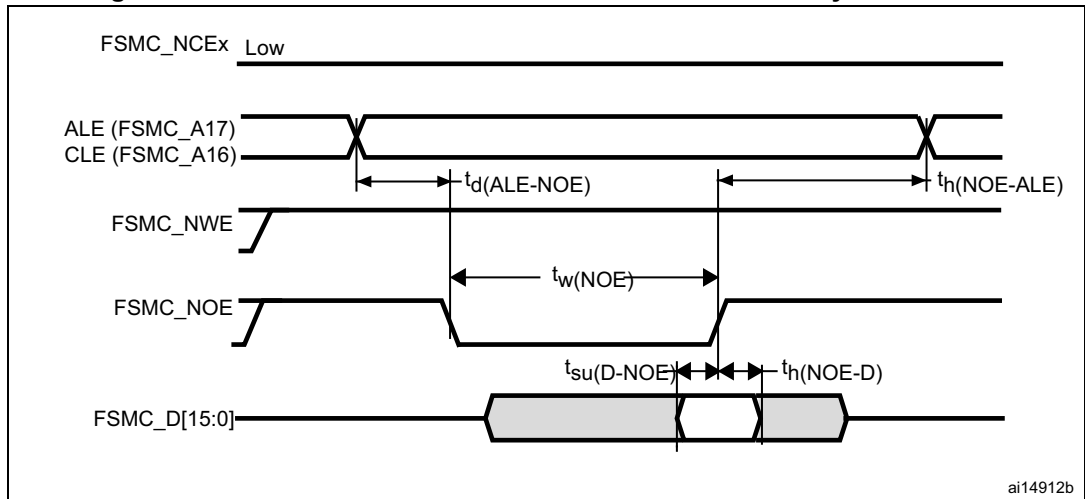 FSMC_NCEx Low
ALE (FSMC_A17)
CLE (FSMC_A16)
td(ALE-NOE)
th(NOE-ALE)
FSMC_NWE
tw(NOE)
FSMC_NOE
tsu(D-NOE)
th(NOE-D)
FSMC_D[15:0]
ai14912b